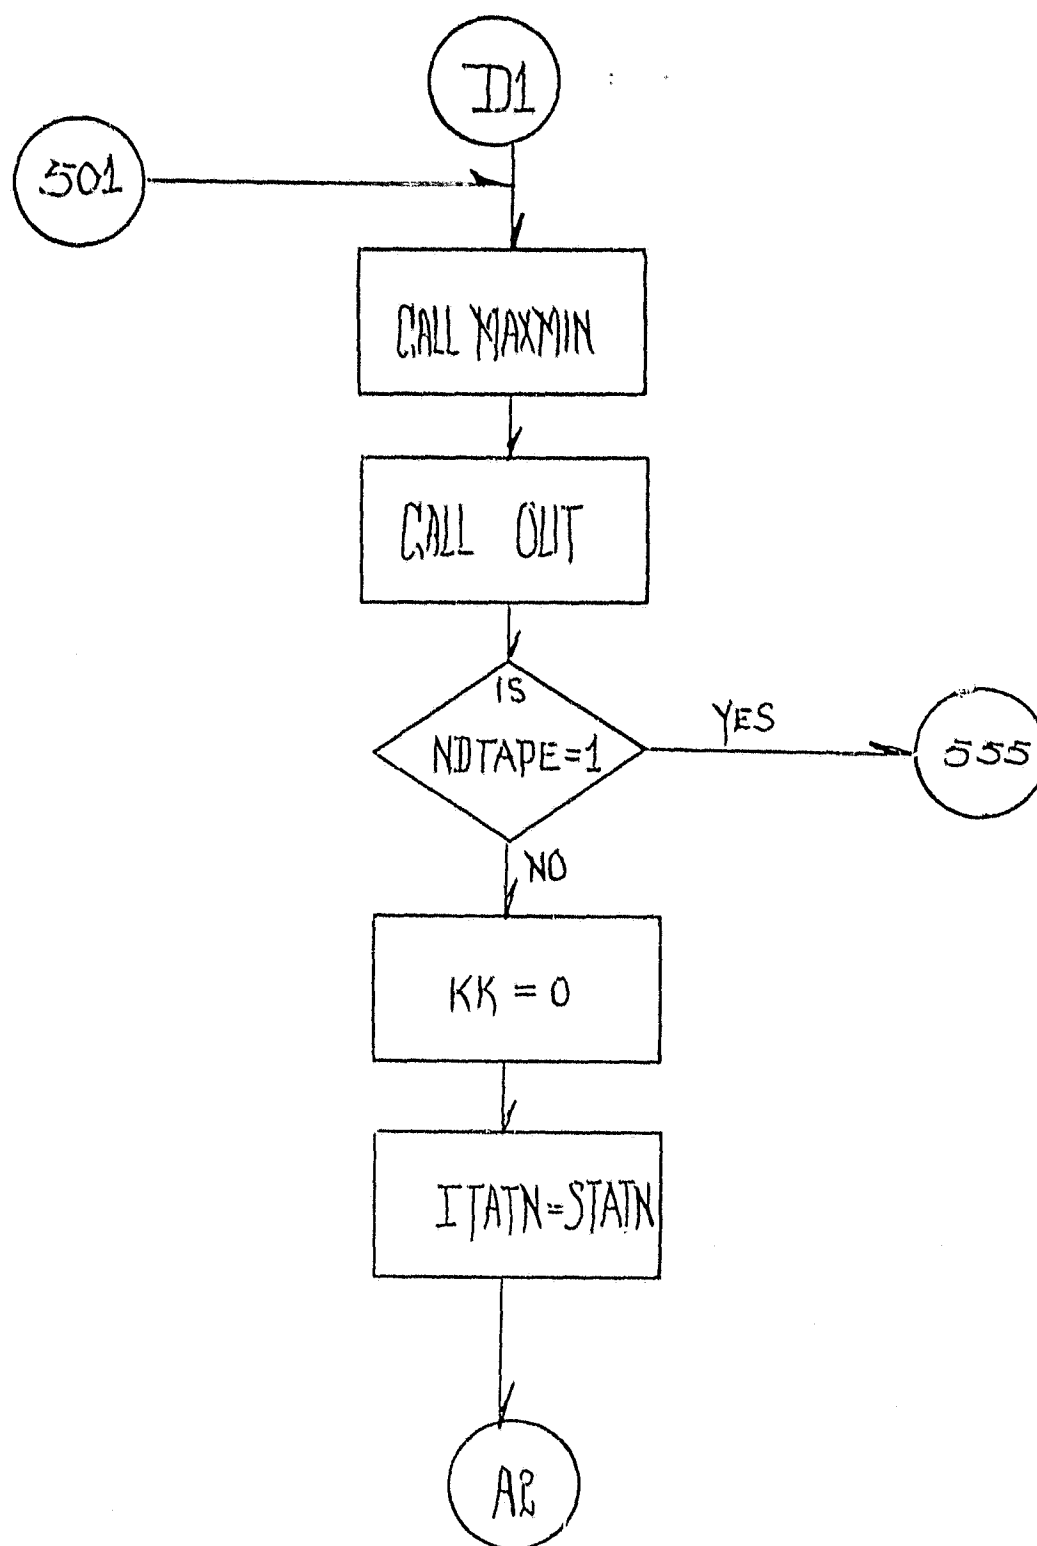 D1
501
CALL MAXMIN
CALL OUT
IS
NDTAPE=1
YES
555
NO
KK = 0
ITATN=STATN
A2